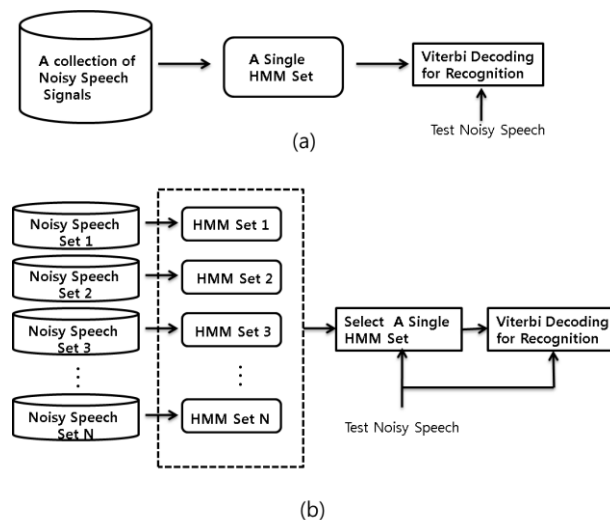 A collection of
Noisy Speech
Signals
A Single
HMM Set
Viterbi Decoding
for Recognition
Test Noisy Speech
(a)
Noisy Speech
Set 1
HMM Set 1
Noisy Speech
Set 2
HMM Set 2
Noisy Speech
Set 3
HMM Set 3
Noisy Speech
Set N
HMM Set N
Select A Single
HMM Set
Viterbi Decoding
for Recognition
Test Noisy Speech
(b)